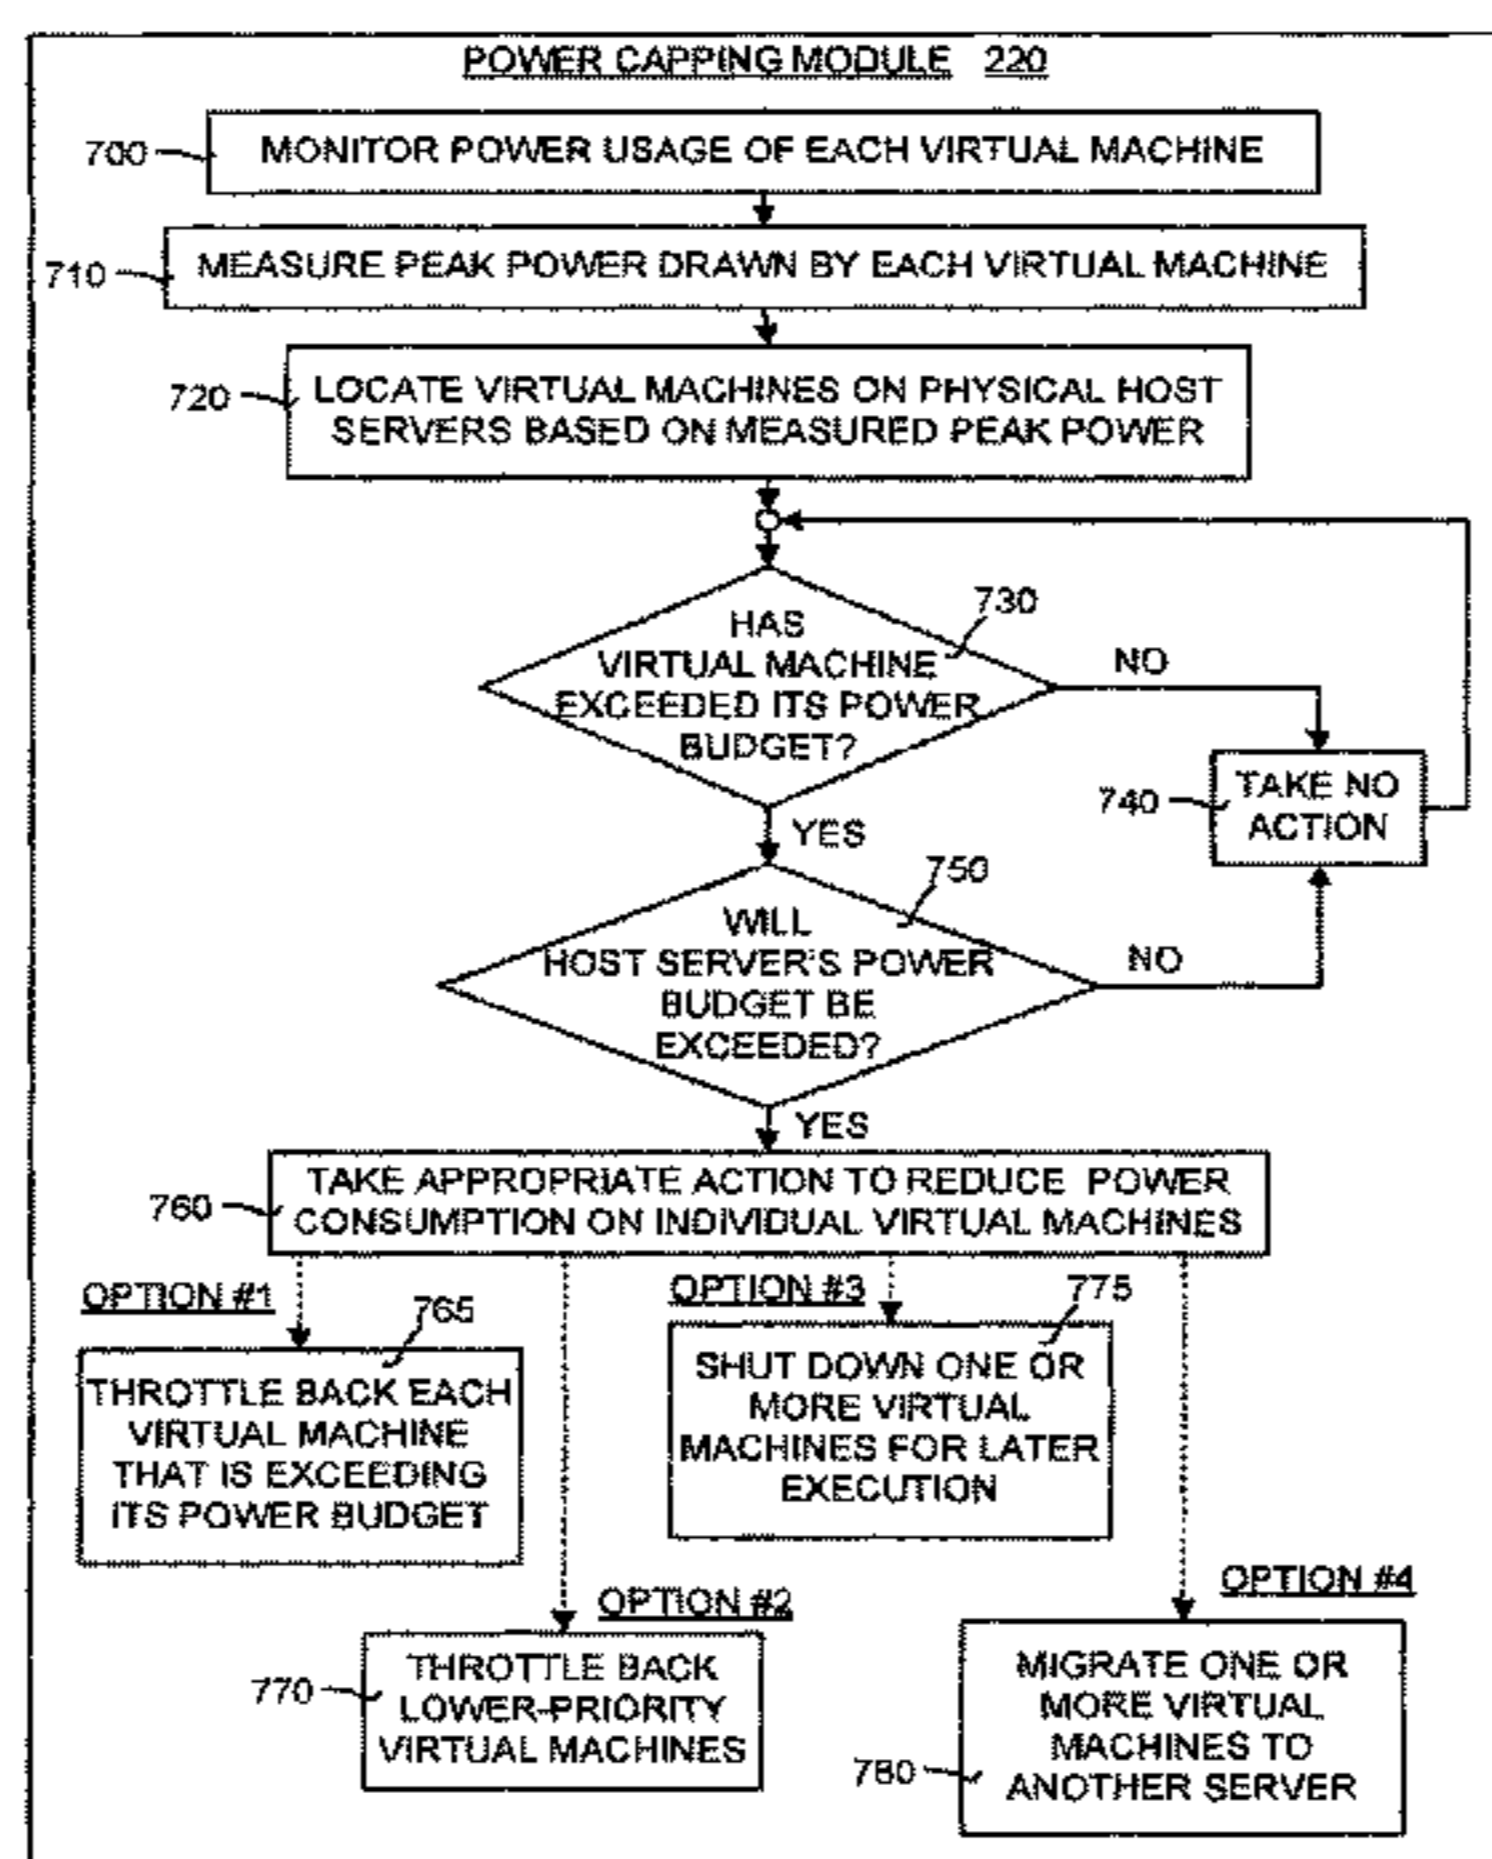 POWER CAPPING MODULE 220
700
MONITOR POWER USAGE OF EACH VIRTUAL MACHINE
710
MEASURE PEAK POWER DRAWN BY EACH VIRTUAL MACHINE
720
LOCATE VIRTUAL MACHINES ON PHYSICAL HOST
SERVERS BASED ON MEASURED PEAK POWER
730
HAS
VIRTUAL MACHINE
EXCEEDED ITS POWER
BUDGET?
NO
740
TAKE NO
ACTION
YES
750
WILL
HOST SERVER'S POWER
BUDGET BE
EXCEEDED?
NO
YES
760
TAKE APPROPRIATE ACTION TO REDUCE POWER
CONSUMPTION ON INDIVIDUAL VIRTUAL MACHINES
OPTION #1
765
THROTTLE BACK EACH
VIRTUAL MACHINE
THAT IS EXCEEDING
ITS POWER BUDGET
OPTION #2
770
THROTTLE BACK
LOWER-PRIORITY
VIRTUAL MACHINES
OPTION #3
775
SHUT DOWN ONE OR
MORE VIRTUAL
MACHINES FOR LATER
EXECUTION
OPTION #4
780
MIGRATE ONE OR
MORE VIRTUAL
MACHINES TO
ANOTHER SERVER